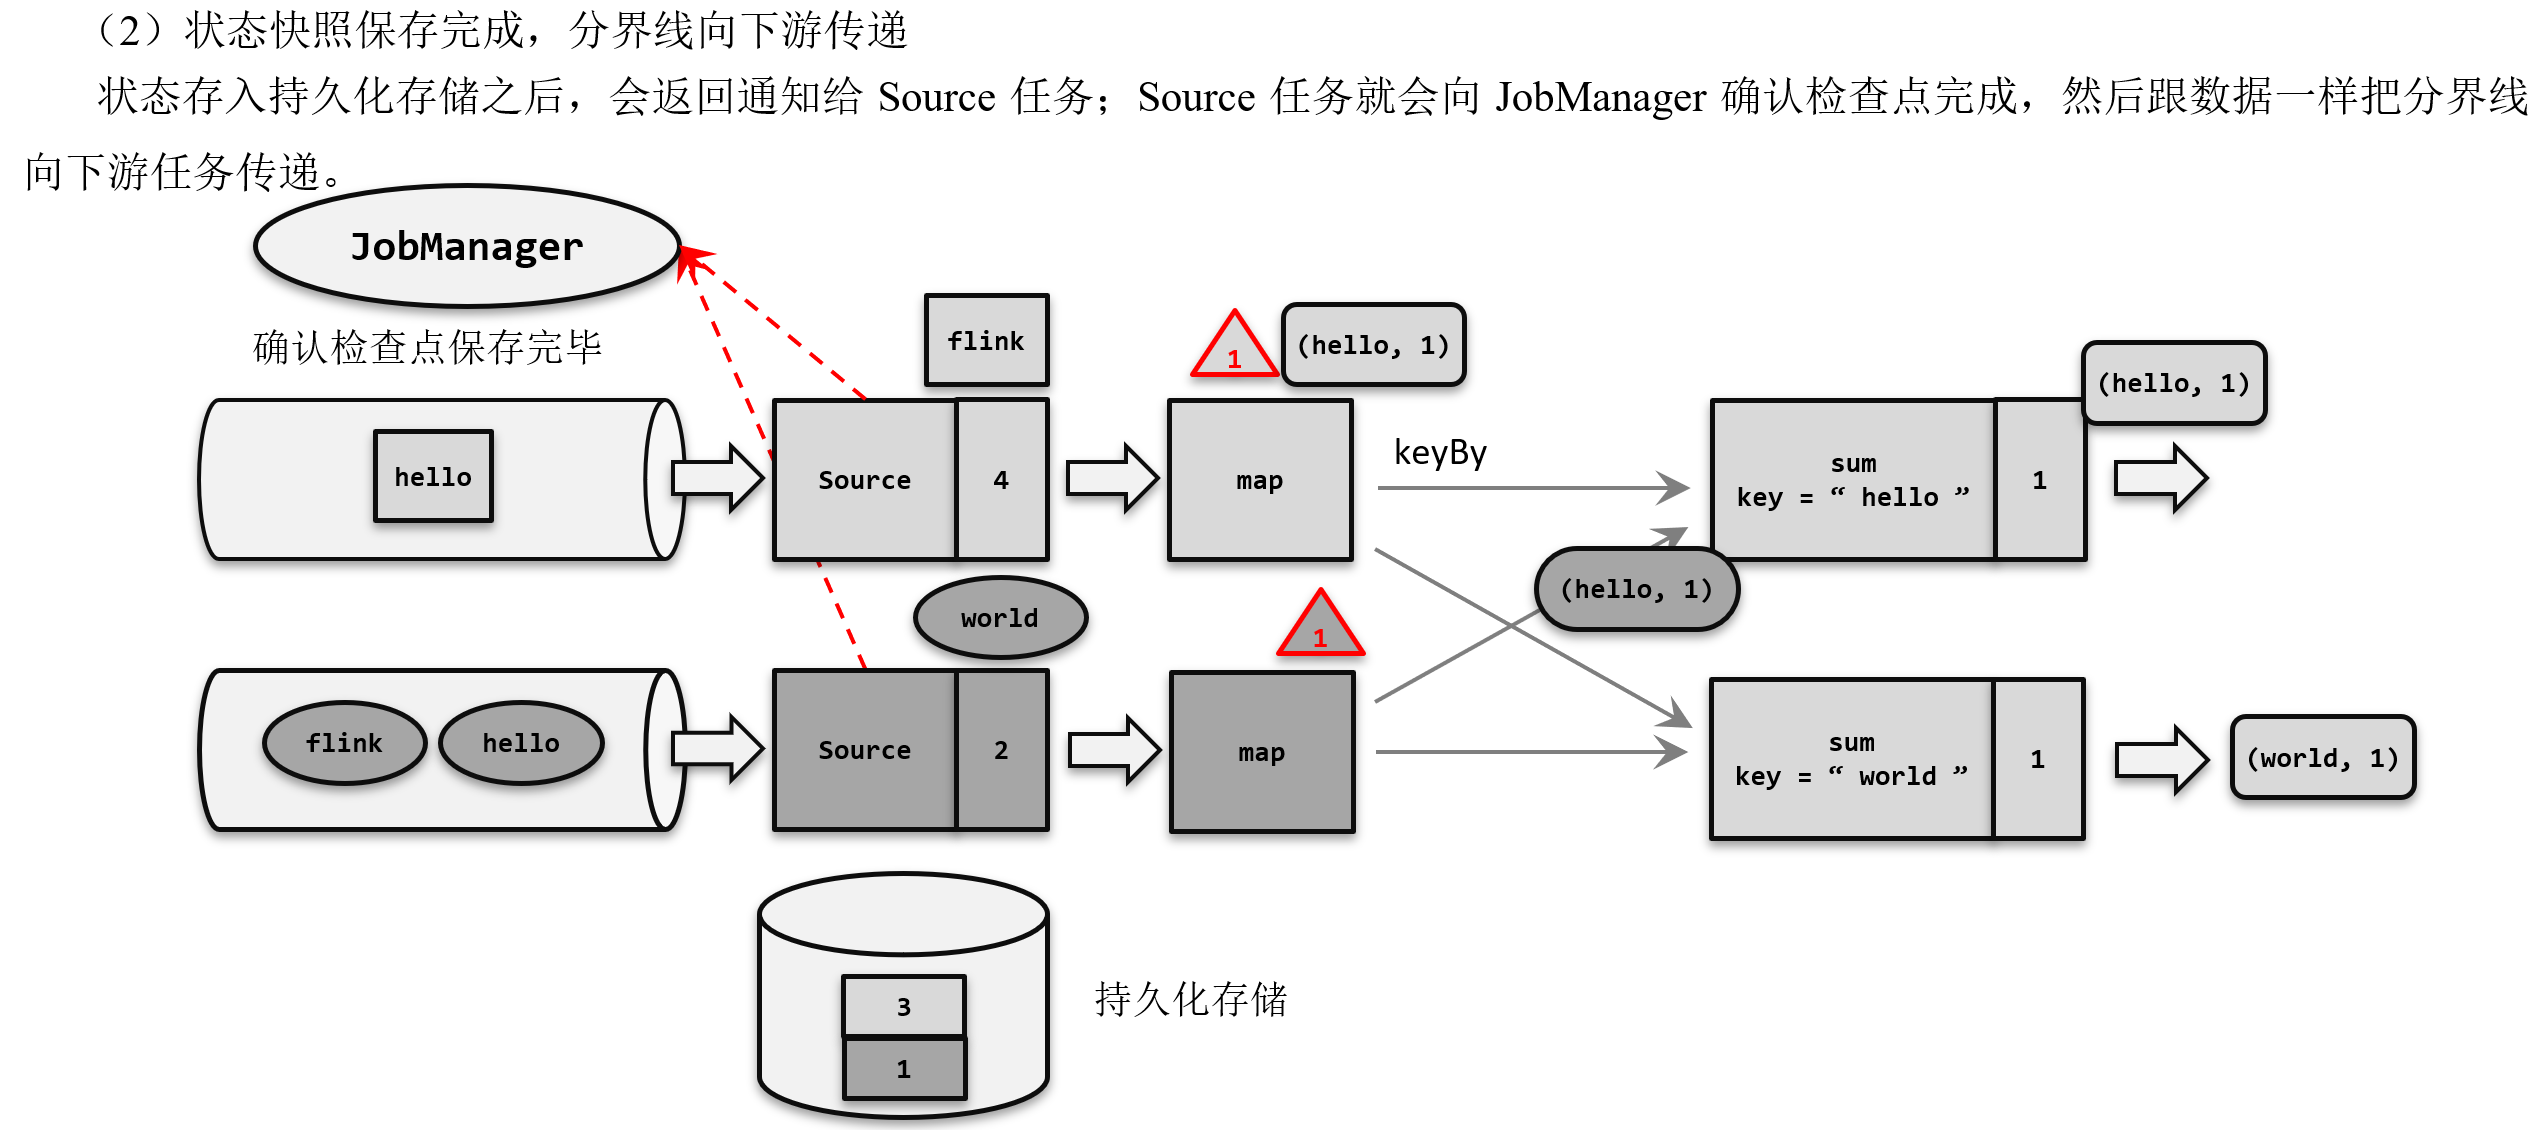 （2）状态快照保存完成，分界线向下游传递
状态存入持久化存储之后，会返回通知给 Source 任务；Source 任务就会向 JobManager 确认检查点完成，然后跟数据一样把分界线
向下游任务传递。
JobManager
确认检查点保存完毕
flink
1
(hello, 1)
(hello, 1)
hello
Source
4
map
keyBy
sum
key = “ hello ”
1
world
(hello, 1)
1
flink
hello
Source
2
map
sum
key = “ world ”
1
(world, 1)
3
1
持久化存储